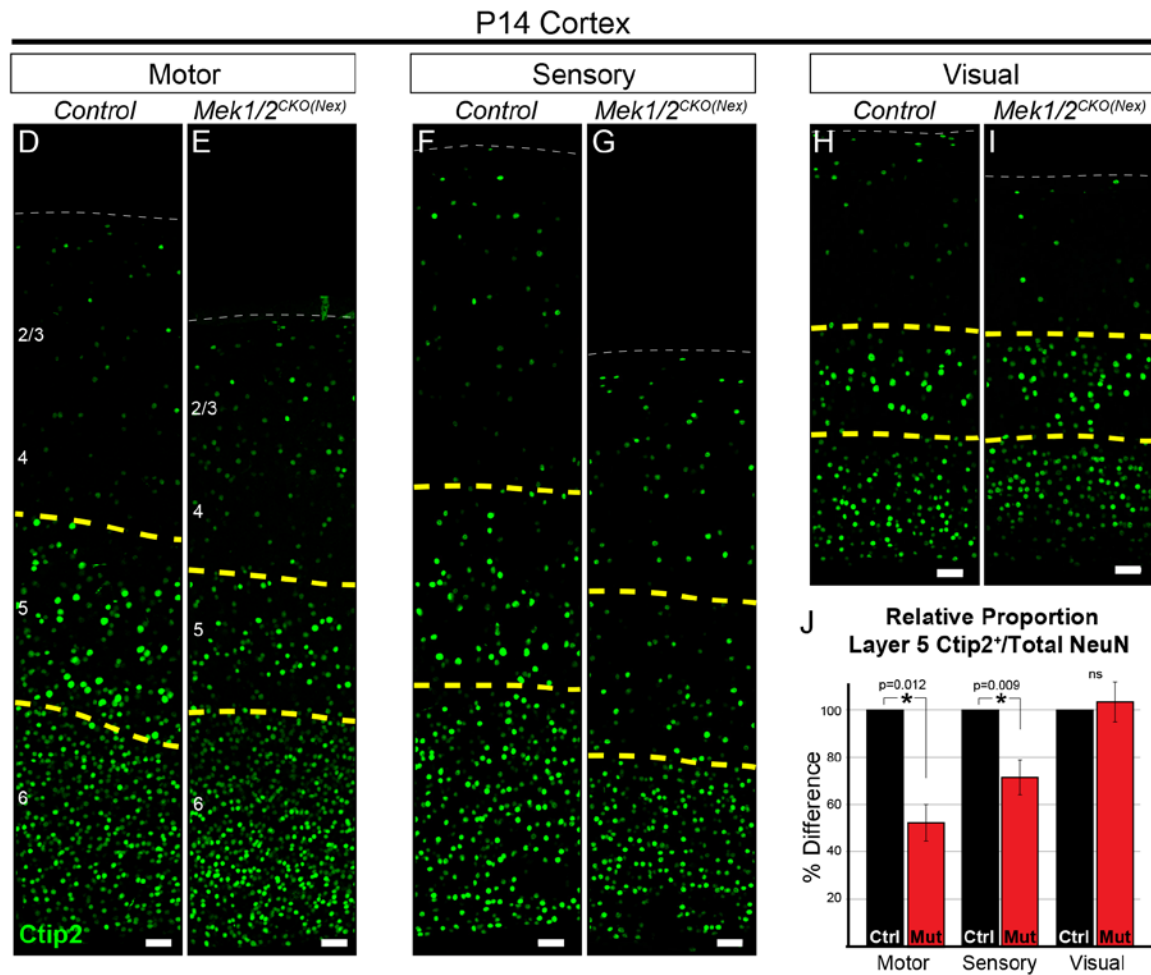 P14 Cortex
Motor
Sensory
Visual
Control
Mek1/2CKO(Nex)
Control
Mek1/2CKO(Nex)
Control
Mek1/2CKO(Nex)
D
E
F
G
H
I
2/3
4
5
6
2/3
4
5
6
Ctip2
J
Relative Proportion
Layer 5 Ctip2+/Total NeuN
p=0.012
*
p=0.009
*
ns
% Difference
100
80
60
40
20
Ctrl
Mut
Ctrl
Mut
Ctrl
Mut
Motor
Sensory
Visual